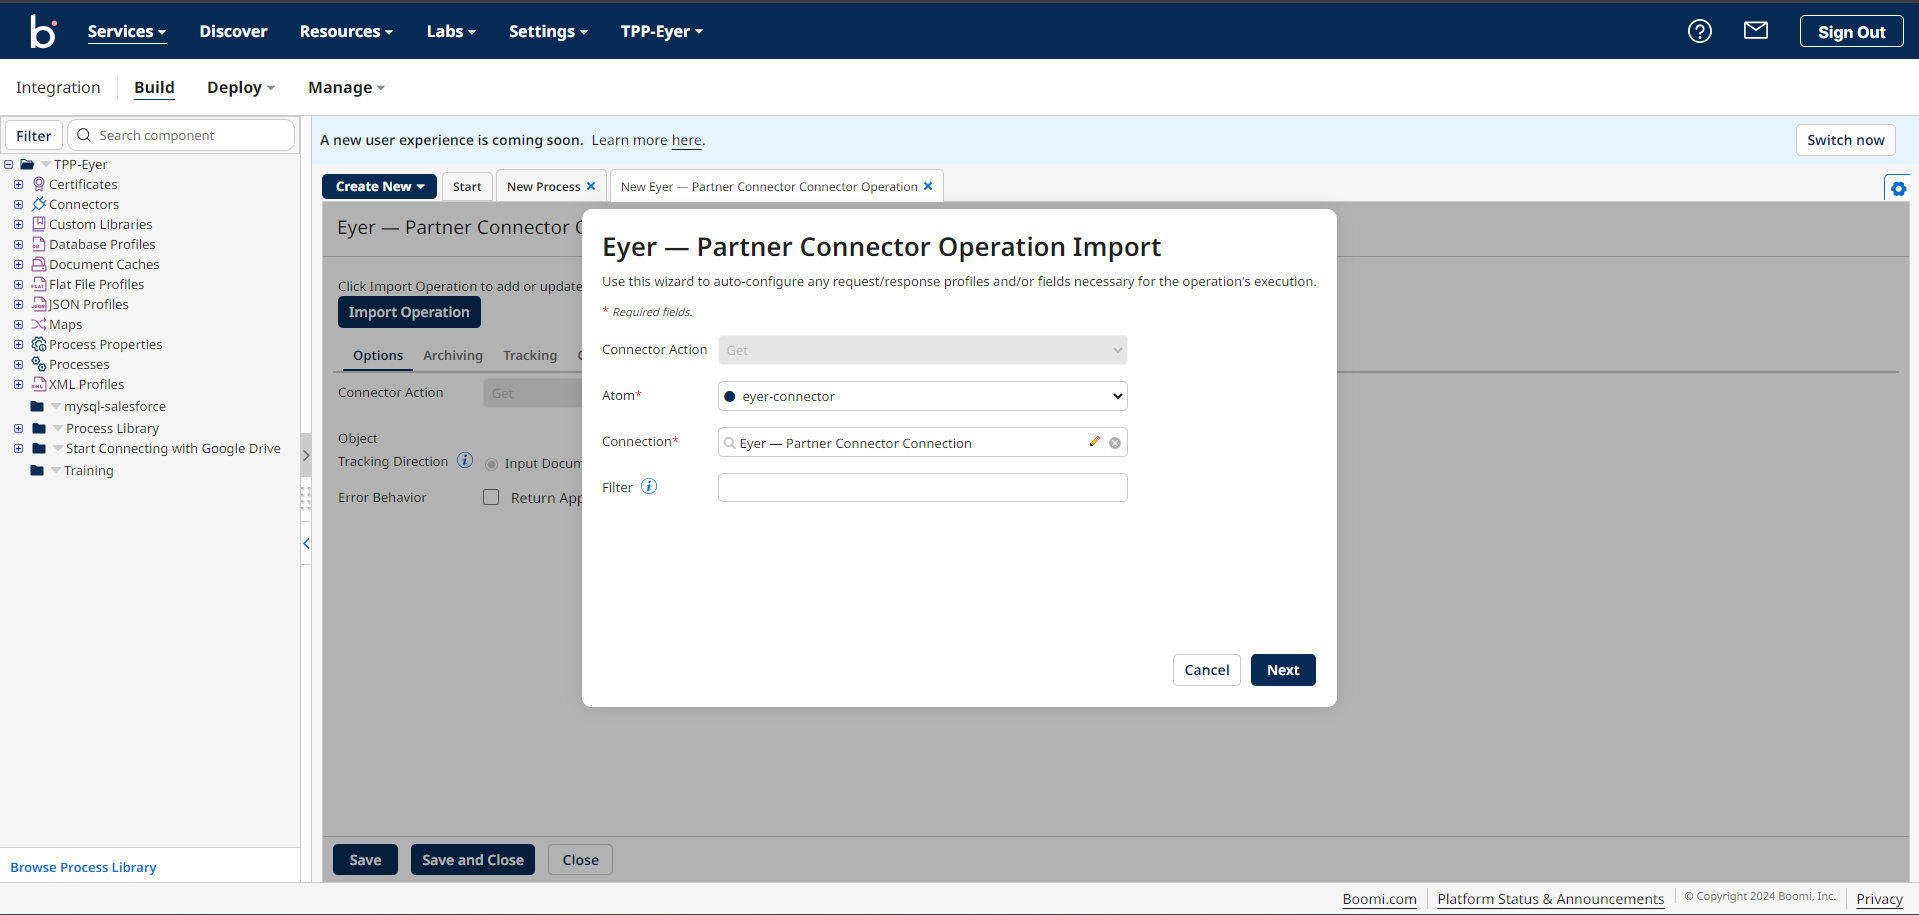 b Services Discover Resources Labs Settings TPP-Eyer ? Sign Out
Integration Build Deploy Manage
Filter Search component
TPP-Eyer
Certificates
Connectors
Custom Libraries
Database Profiles
Document Caches
Flat File Profiles
JSON Profiles
Maps
Process Properties
Processes
XML Profiles
mysql-salesforce
Process Library
Start Connecting with Google Drive
Training
Browse Process Library
A new user experience is coming soon. Learn more here. Switch now
Create New Start New Process New Eyer — Partner Connector Connector Operation
Eyer — Partner Connector
Click Import Operation to add or update
Import Operation
Options Archiving Tracking
Connector Action Get
Object
Tracking Direction i Input Docum
Error Behavior Return App
Eyer — Partner Connector Operation Import
Use this wizard to auto-configure any request/response profiles and/or fields necessary for the operation's execution.
* Required fields.
Connector Action Get
Atom* eyer-connector
Connection* Eyer — Partner Connector Connection
Filter i
Cancel Next
Save Save and Close Close
Boomi.com Platform Status & Announcements © Copyright 2024 Boomi, Inc. Privacy